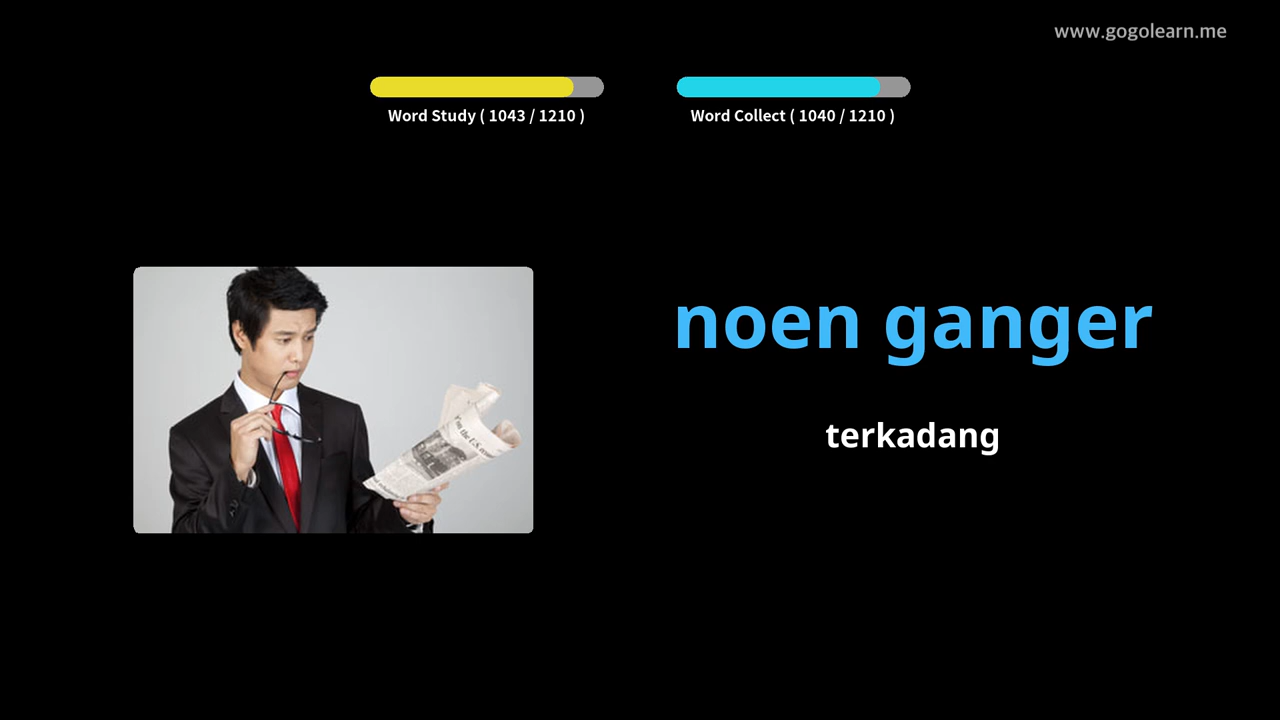 www.gogolearn.me
Word Study ( 1043 / 1210 )
Word Collect ( 1040 / 1210 )
noen ganger
terkadang